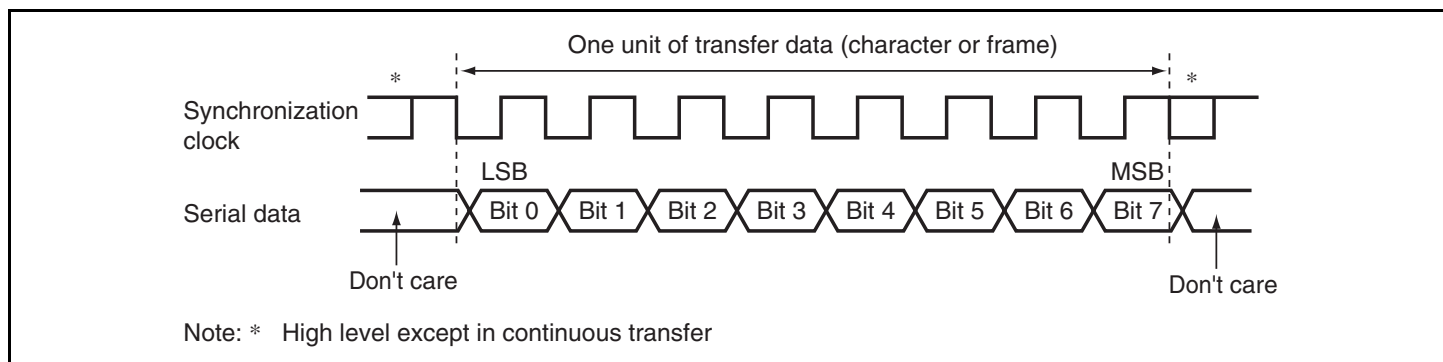 One unit of transfer data (character or frame)
* *
Synchronization
clock
LSB MSB
Serial data Bit 0 Bit 1 Bit 2 Bit 3 Bit 4 Bit 5 Bit 6 Bit 7
Don't care Don't care
Note: * High level except in continuous transfer